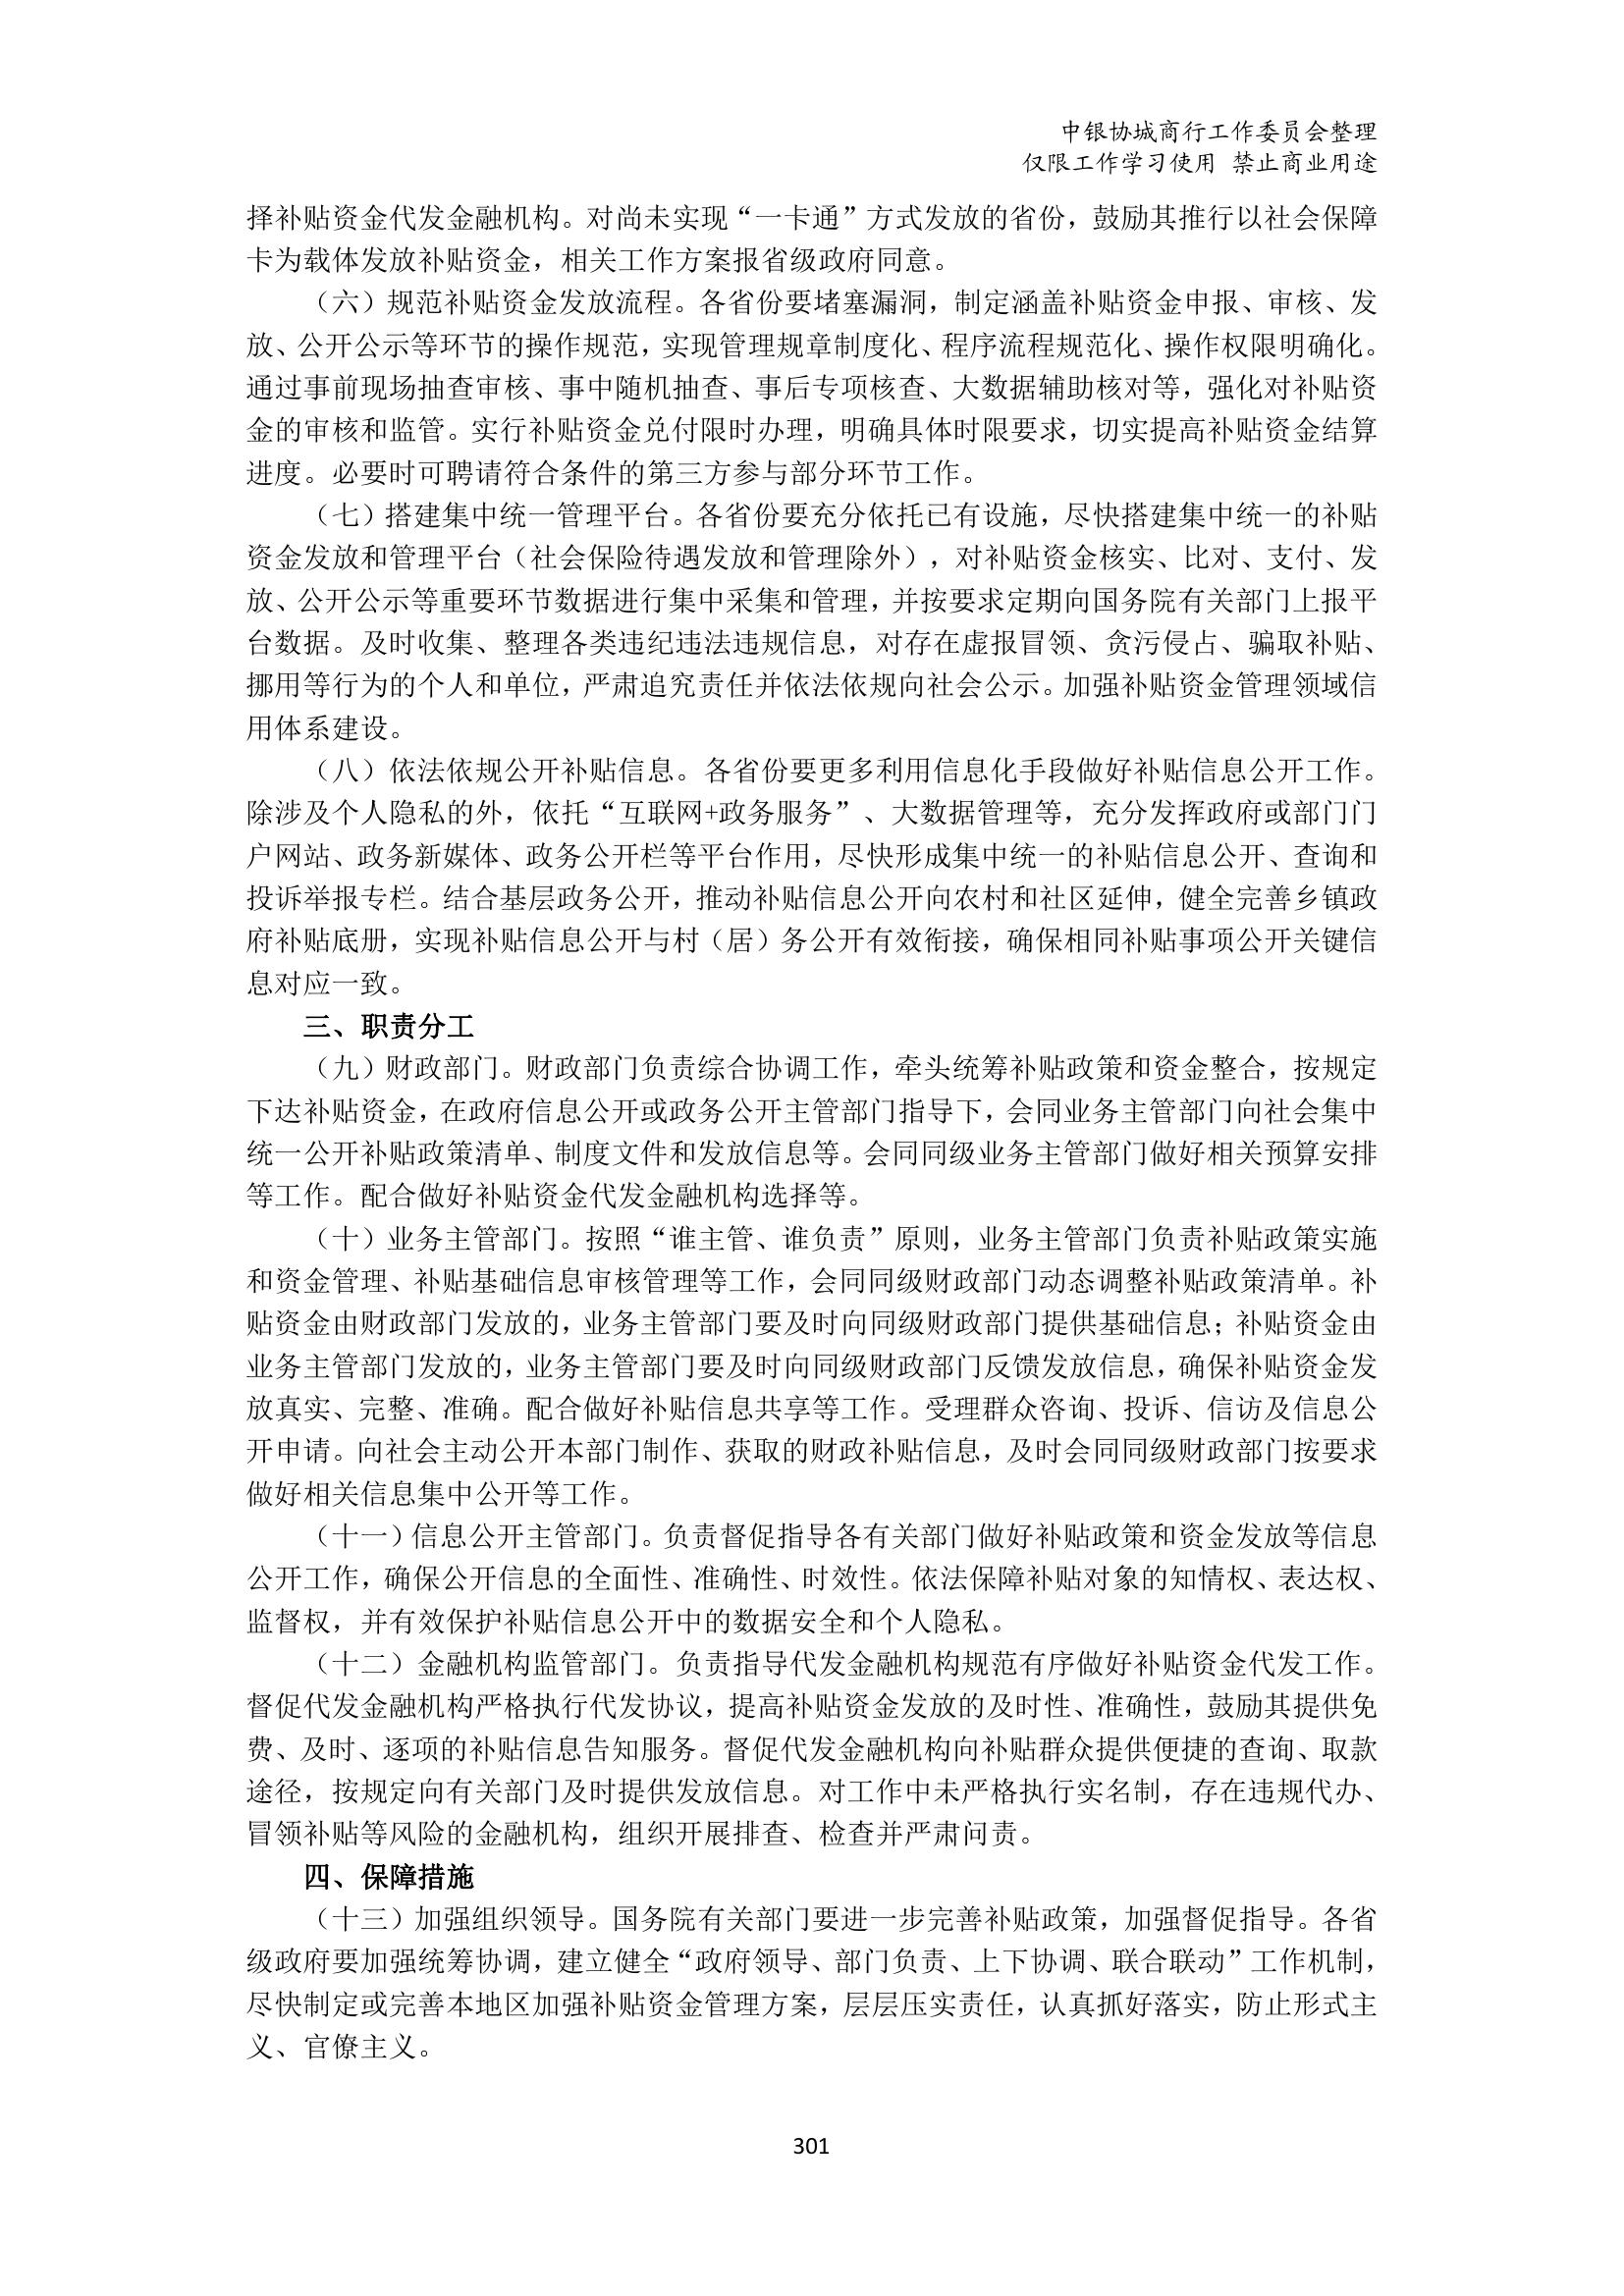 中银协城商行工作委员会整理
仅限工作学习使用 禁止商业用途
择补贴资金代发金融机构。对尚未实现“一卡通”方式发放的省份，鼓励其推行以社会保障
卡为载体发放补贴资金，相关工作方案报省级政府同意。
（六）规范补贴资金发放流程。各省份要堵塞漏洞，制定涵盖补贴资金申报、审核、发
放、公开公示等环节的操作规范，实现管理规章制度化、程序流程规范化、操作权限明确化。
通过事前现场抽查审核、事中随机抽查、事后专项核查、大数据辅助核对等，强化对补贴资
金的审核和监管。实行补贴资金兑付限时办理，明确具体时限要求，切实提高补贴资金结算
进度。必要时可聘请符合条件的第三方参与部分环节工作。
（七）搭建集中统一管理平台。各省份要充分依托已有设施，尽快搭建集中统一的补贴
资金发放和管理平台（社会保险待遇发放和管理除外），对补贴资金核实、比对、支付、发
放、公开公示等重要环节数据进行集中采集和管理，并按要求定期向国务院有关部门上报平
台数据。及时收集、整理各类违纪违法违规信息，对存在虚报冒领、贪污侵占、骗取补贴、
挪用等行为的个人和单位，严肃追究责任并依法依规向社会公示。加强补贴资金管理领域信
用体系建设。
（八）依法依规公开补贴信息。各省份要更多利用信息化手段做好补贴信息公开工作。
除涉及个人隐私的外，依托“互联网+政务服务”、大数据管理等，充分发挥政府或部门门
户网站、政务新媒体、政务公开栏等平台作用，尽快形成集中统一的补贴信息公开、查询和
投诉举报专栏。结合基层政务公开，推动补贴信息公开向农村和社区延伸，健全完善乡镇政
府补贴底册，实现补贴信息公开与村（居）务公开有效衔接，确保相同补贴事项公开关键信
息对应一致。
三、职责分工
（九）财政部门。财政部门负责综合协调工作，牵头统筹补贴政策和资金整合，按规定
下达补贴资金，在政府信息公开或政务公开主管部门指导下，会同业务主管部门向社会集中
统一公开补贴政策清单、制度文件和发放信息等。会同同级业务主管部门做好相关预算安排
等工作。配合做好补贴资金代发金融机构选择等。
（十）业务主管部门。按照“谁主管、谁负责”原则，业务主管部门负责补贴政策实施
和资金管理、补贴基础信息审核管理等工作，会同同级财政部门动态调整补贴政策清单。补
贴资金由财政部门发放的，业务主管部门要及时向同级财政部门提供基础信息；补贴资金由
业务主管部门发放的，业务主管部门要及时向同级财政部门反馈发放信息，确保补贴资金发
放真实、完整、准确。配合做好补贴信息共享等工作。受理群众咨询、投诉、信访及信息公
开申请。向社会主动公开本部门制作、获取的财政补贴信息，及时会同同级财政部门按要求
做好相关信息集中公开等工作。
（十一）信息公开主管部门。负责督促指导各有关部门做好补贴政策和资金发放等信息
公开工作，确保公开信息的全面性、准确性、时效性。依法保障补贴对象的知情权、表达权、
监督权，并有效保护补贴信息公开中的数据安全和个人隐私。
（十二）金融机构监管部门。负责指导代发金融机构规范有序做好补贴资金代发工作。
督促代发金融机构严格执行代发协议，提高补贴资金发放的及时性、准确性，鼓励其提供免
费、及时、逐项的补贴信息告知服务。督促代发金融机构向补贴群众提供便捷的查询、取款
途径，按规定向有关部门及时提供发放信息。对工作中未严格执行实名制，存在违规代办、
冒领补贴等风险的金融机构，组织开展排查、检查并严肃问责。
四、保障措施
（十三）加强组织领导。国务院有关部门要进一步完善补贴政策，加强督促指导。各省
级政府要加强统筹协调，建立健全“政府领导、部门负责、上下协调、联合联动”工作机制，
尽快制定或完善本地区加强补贴资金管理方案，层层压实责任，认真抓好落实，防止形式主
义、官僚主义。
301